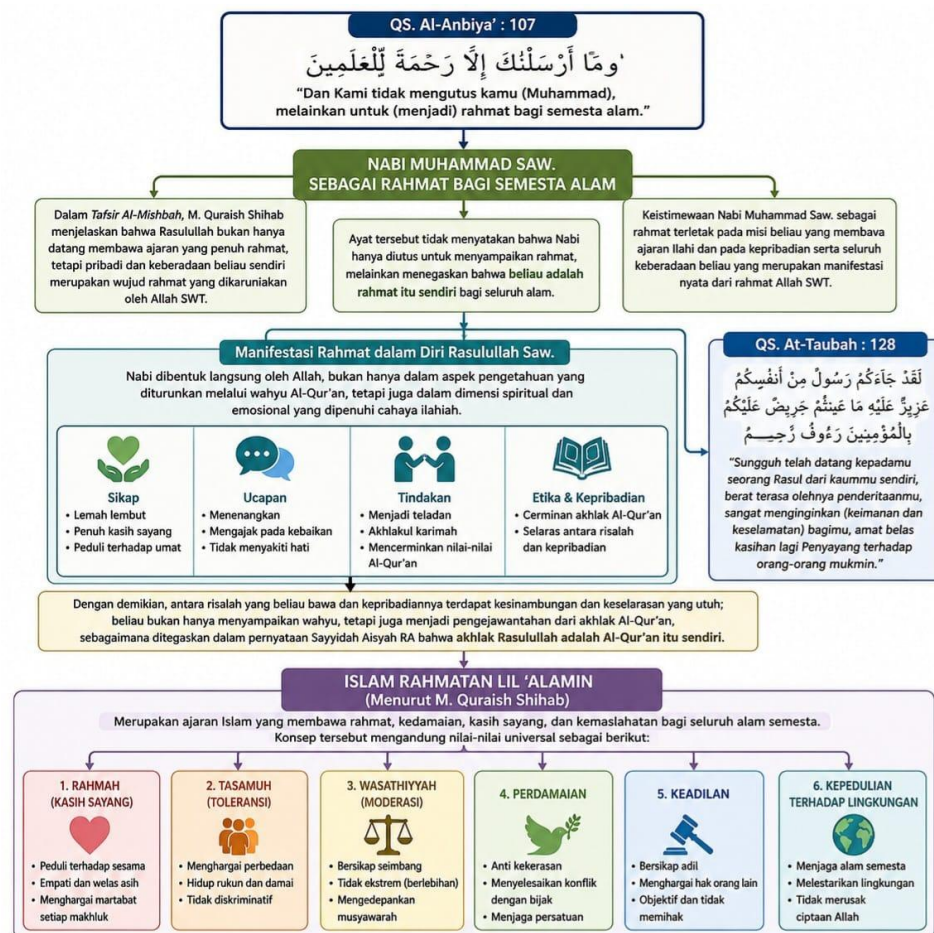 QS. Al-Anbiya' : 107
وَمَآ أَرْسَلْنٰكَ إِلَّا رَحْمَةً لِّلْعٰلَمِينَ
“Dan Kami tidak mengutus kamu (Muhammad),
melainkan untuk (menjadi) rahmat bagi semesta alam.”
NABI MUHAMMAD SAW.
SEBAGAI RAHMAT BAGI SEMESTA ALAM
Dalam Tafsir Al-Mishbah, M. Quraish Shihab
menjelaskan bahwa Rasulullah bukan hanya
datang membawa ajaran yang penuh rahmat,
tetapi pribadi dan keberadaan beliau sendiri
merupakan wujud rahmat yang dikaruniakan
oleh Allah SWT.
Ayat tersebut tidak menyatakan bahwa Nabi
hanya diutus untuk menyampaikan rahmat,
melainkan menegaskan bahwa beliau adalah
rahmat itu sendiri bagi seluruh alam.
Keistimewaan Nabi Muhammad Saw. sebagai
rahmat terletak pada misi beliau yang membava
ajaran Ilahi dan pada kepribadian serta seluruh
keberadaan beliau yang merupakan manifestasi
nyata dari rahmat Allah SWT.
Manifestasi Rahmat dalam Diri Rasulullah Saw.
Nabi dibentuk langsung oleh Allah, bukan hanya dalam aspek pengetahuan yang
diturunkan melalui wahyu Al-Qur'an, tetapi juga dalam dimensi spiritual dan
emosional yang dipenuhi cahaya ilahiah.
Sikap
• Lemah lembut
• Penuh kasih sayang
• Peduli terhadap umat
Ucapan
• Menenangkan
• Mengajak pada kebaikan
• Tidak menyakiti hati
Tindakan
• Menjadi teladan
• Akhlakul karimah
• Mencerminkan nilai-nilai
Al-Qur'an
Etika & Kepribadian
• Cerminan akhlak Al-Qur'an
• Selaras antara risalah
dan kepribadian
QS. At-Taubah : 128
لَقَدْ جَاءَكُمْ رَسُولٌ مِنْ أَنفُسِكُمْ
عَزِيزٌ عَلَيْهِ مَا عَينتُمْ جَرِيصٌ عَلَيْكُمْ
بِالْمُؤْمِنِينَ رَءُوفٌ رَّحِيمٌ
“Sungguh telah datang kepadamu
seorang Rasul dari kaummu sendiri,
berat terasa olehnya penderitaanmu,
sangat menginginkan (keimanan dan
keselamatan) bagimu, amat belas
kasihan lagi Penyayang terhadap
orang-orang mukmin.”
Dengan demikian, antara risalah yang beliau bawa dan kepribadiannya terdapat kesinambungan dan keselarasan yang utuh;
beliau bukan hanya menyampaikan wahyu, tetapi juga menjadi pengejawantahan dari akhlak Al-Qur'an,
sebagaimana ditegaskan dalam pernyataan Sayyidah Aisyah RA bahwa akhlak Rasulullah adalah Al-Qur'an itu sendiri.
ISLAM RAHMATAN LIL ‘ALAMIN
(Menurut M. Quraish Shihab)
Merupakan ajaran Islam yang membawa rahmat, kedamaian, kasih sayang, dan kemaslahatan bagi seluruh alam semesta.
Konsep tersebut mengandung nilai-nilai universal sebagai berikut:
1. RAHMAH
(KASIH SAYANG)
• Peduli terhadap sesama
• Empati dan welas asih
• Menghargai martabat
setiap makhluk
2. TASAMUH
(TOLERANSI)
• Menghargai perbedaan
• Hidup rukun dan damai
• Tidak diskriminatif
3. WASATHIYYAH
(MODERASI)
• Bersikap seimbang
• Tidak ekstrem (berlebihan)
• Mengedepankan
musyawarah
4. PERDAMAIAN
• Anti kekerasan
• Menyelesaikan konflik
dengan bijak
• Menjaga persatuan
5. KEADILAN
• Bersikap adil
• Menghargai hak orang lain
• Objektif dan tidak
memihak
6. KEPEDULIAN
TERHADAP LINGKUNGAN
• Menjaga alam semesta
• Melestarikan lingkungan
• Tidak merusak
ciptaan Allah